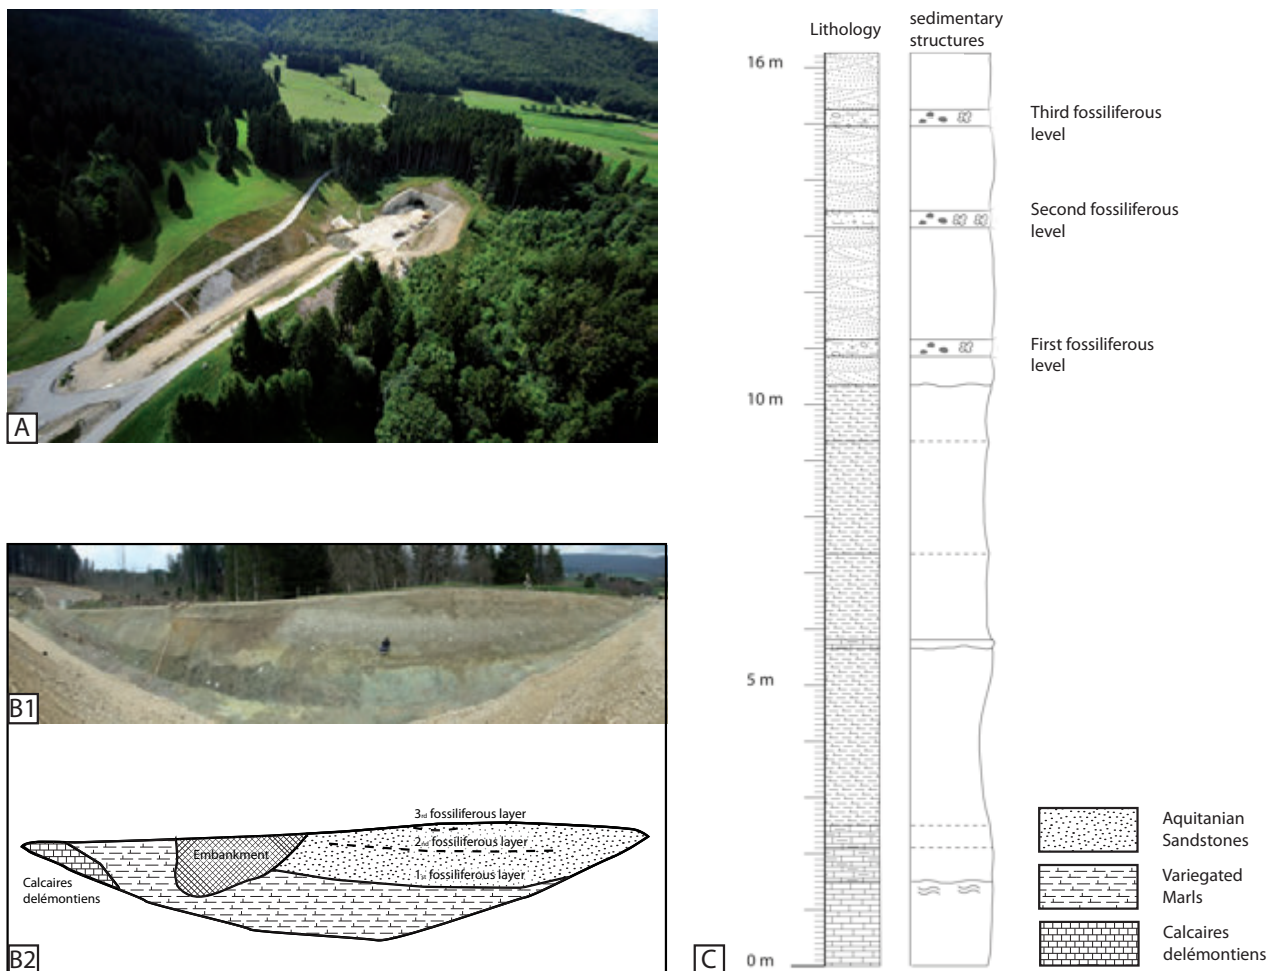 A
B1
3rd fossiliferous layer
2nd fossiliferous layer
Embankment
1st fossiliferous layer
Calcaires
delémontiens
B2
Lithology
sedimentary
structures
16 m
Third fossiliferous
level
Second fossiliferous
level
First fossiliferous
level
10 m
5 m
0 m
C
Aquitanian
Sandstones
Variegated
Marls
Calcaires
delémontiens